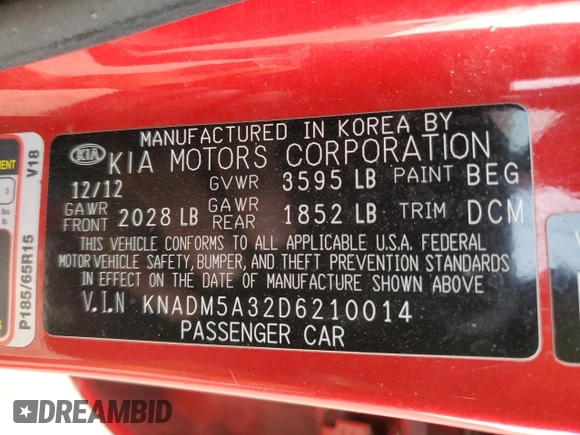 MANUFACTURED IN KOREA BY
KIA KIA MOTORS CORPORATION
12/12 GVWR 3595 LB PAINT BEG
GAWR FRONT 2028 LB GAWR REAR 1852 LB TRIM DCM
THIS VEHICLE CONFORMS TO ALL APPLICABLE U.S.A. FEDERAL
MOTOR VEHICLE SAFETY, BUMPER, AND THEFT PREVENTION STANDARDS
IN EFFECT ON THE DATE OF MANUFACTURE SHOWN ABOVE
V.I.N KNADM5A32D6210014
PASSENGER CAR
V18
P185/65R15
3
DREAMBID